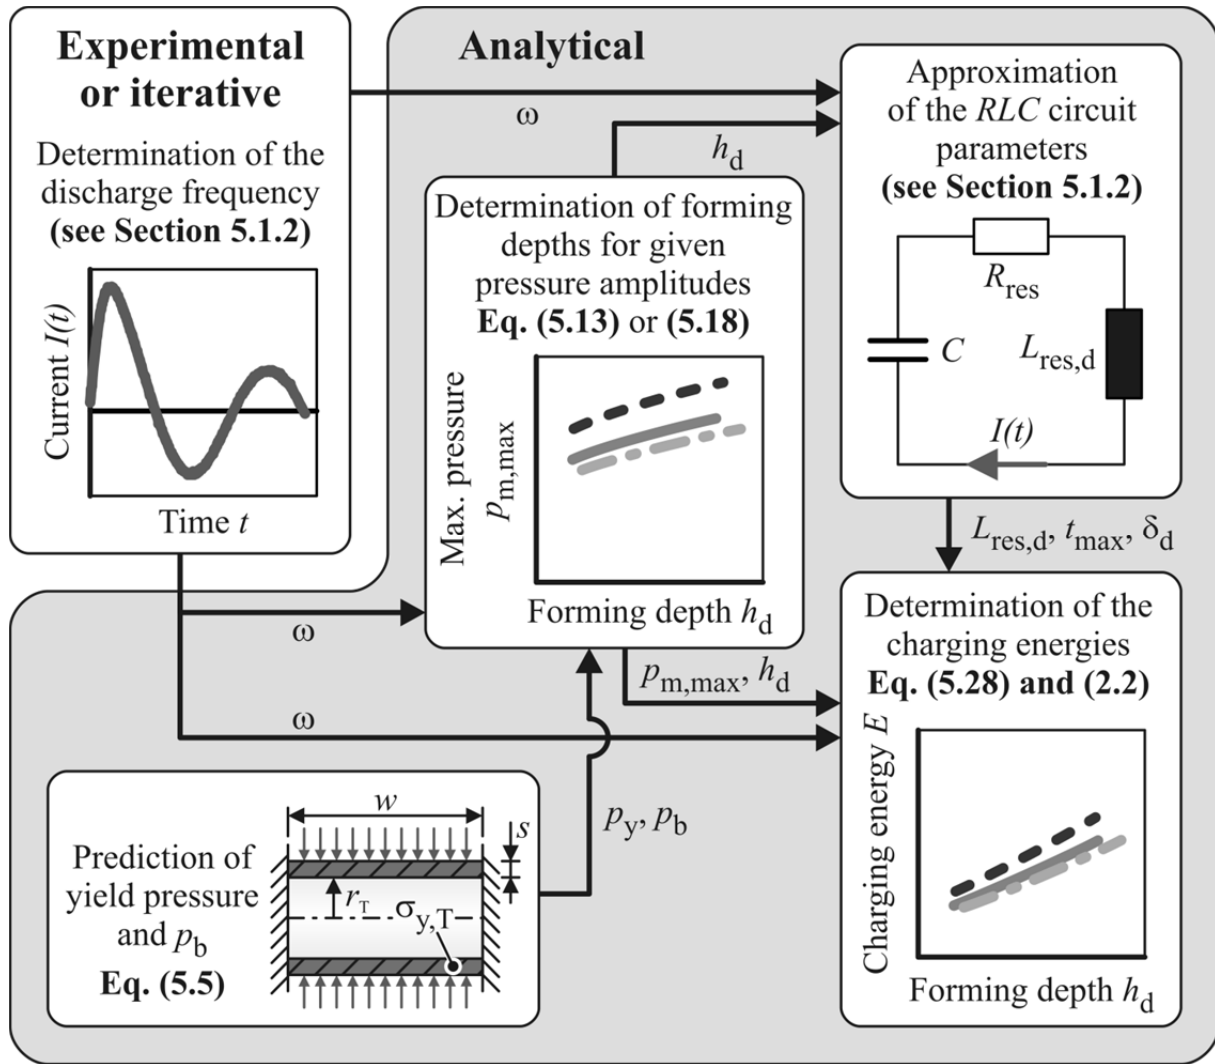 Experimental
or iterative
Determination of the
discharge frequency
(see Section 5.1.2)
Current I(t)
Time t
Analytical
ω
h_d
Determination of forming
depths for given
pressure amplitudes
Eq. (5.13) or (5.18)
Max. pressure
p_m,max
Forming depth h_d
Approximation
of the RLC circuit
parameters
(see Section 5.1.2)
R_res
C
L_res,d
I(t)
L_res,d, t_max, δ_d
ω
p_m,max, h_d
ω
Determination of the
charging energies
Eq. (5.28) and (2.2)
Charging energy E
Forming depth h_d
Prediction of
yield pressure
and p_b
Eq. (5.5)
w
s
r_T
σ_y,T
p_y, p_b